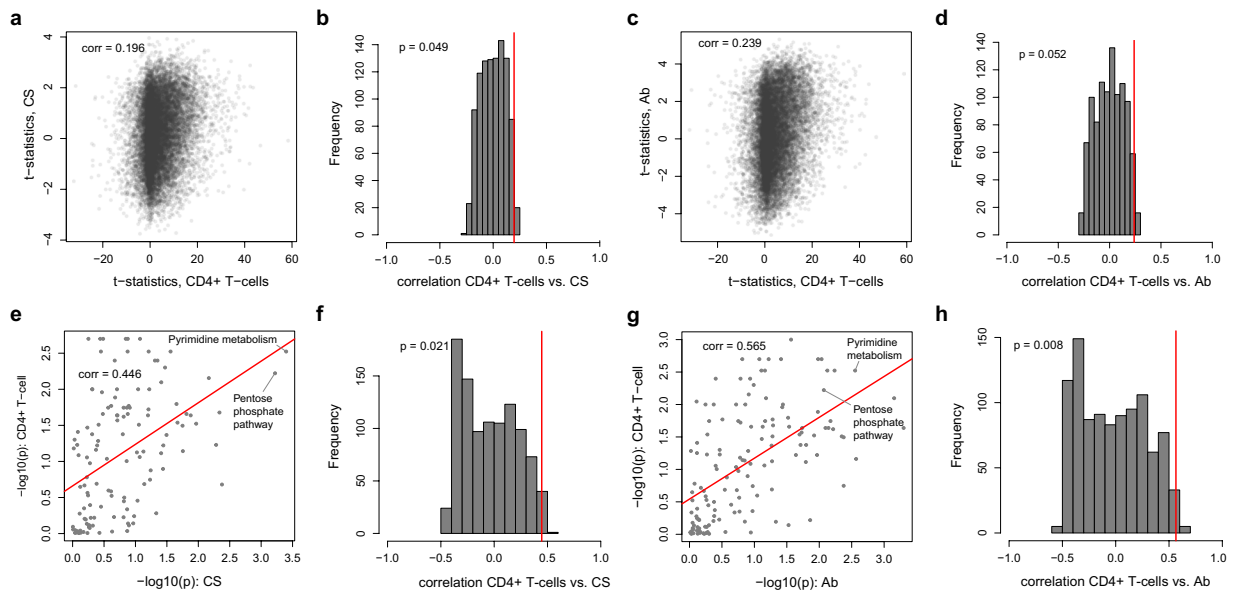 a
corr = 0.196
t−statistics, CS
4
2
0
−2
−4
−20 0 20 40 60
t−statistics, CD4+ T−cells
b
p = 0.049
Frequency
140
120
100
80
60
40
20
0
−1.0 −0.5 0.0 0.5 1.0
correlation CD4+ T-cells vs. CS
c
corr = 0.239
t−statistics, Ab
4
2
0
−2
−4
−20 0 20 40 60
t−statistics, CD4+ T−cells
d
p = 0.052
Frequency
140
120
100
80
60
40
20
0
−1.0 −0.5 0.0 0.5 1.0
correlation CD4+ T-cells vs. Ab
e
Pyrimidine metabolism
corr = 0.446
Pentose
phosphate
pathway
−log10(p): CD4+ T−cell
2.5
2.0
1.5
1.0
0.5
0.0
0.0 0.5 1.0 1.5 2.0 2.5 3.0 3.5
−log10(p): CS
f
p = 0.021
Frequency
150
100
50
0
−1.0 −0.5 0.0 0.5 1.0
correlation CD4+ T-cells vs. CS
g
corr = 0.565
Pyrimidine
metabolism
Pentose
phosphate
pathway
−log10(p): CD4+ T−cell
3.0
2.5
2.0
1.5
1.0
0.5
0.0
0.0 0.5 1.0 1.5 2.0 2.5 3.0
−log10(p): Ab
h
p = 0.008
Frequency
150
100
50
0
−1.0 −0.5 0.0 0.5 1.0
correlation CD4+ T-cells vs. Ab